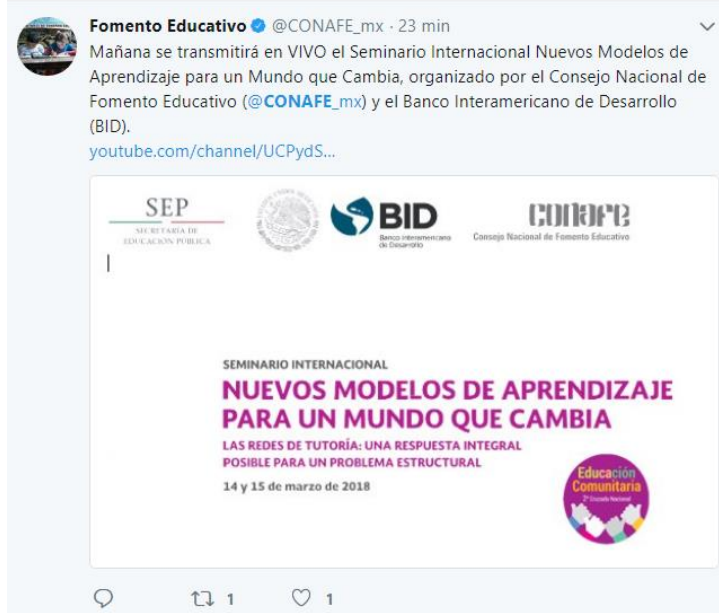 Fomento Educativo @CONAFE_mx · 23 min
Mañana se transmitirá en VIVO el Seminario Internacional Nuevos Modelos de
Aprendizaje para un Mundo que Cambia, organizado por el Consejo Nacional de
Fomento Educativo (@CONAFE_mx) y el Banco Interamericano de Desarrollo
(BID).
youtube.com/channel/UCPydS...
SEP
SECRETARÍA DE
EDUCACIÓN PÚBLICA
BID
Banco Interamericano
de Desarrollo
conafe
Consejo Nacional de Fomento Educativo
SEMINARIO INTERNACIONAL
NUEVOS MODELOS DE APRENDIZAJE
PARA UN MUNDO QUE CAMBIA
LAS REDES DE TUTORÍA: UNA RESPUESTA INTEGRAL
POSIBLE PARA UN PROBLEMA ESTRUCTURAL
14 y 15 de marzo de 2018
Educación
Comunitaria
2ª Cruzada Nacional
1 1